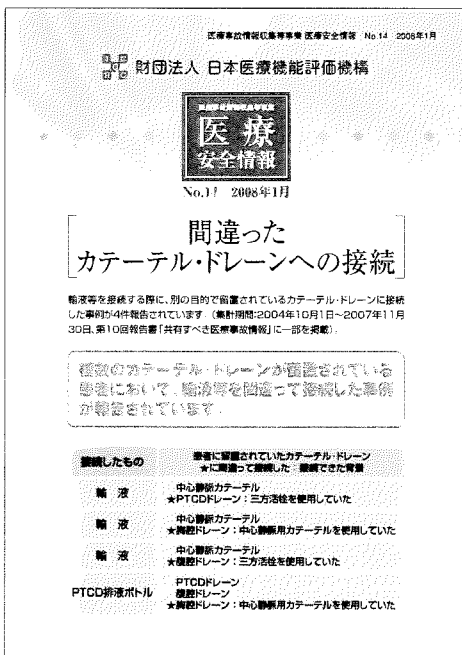 医療事故情報収集等事業 医療安全情報 No.14 2008年1月
財団法人 日本医療機能評価機構
医療
安全情報
No.14 2008年1月
間違った
カテーテル・ドレーンへの接続
輸液等を接続する際に、別の目的で留置されているカテーテル・ドレーンに接続
した事例が4件報告されています。(集計期間:2004年10月1日~2007年11月
30日、第10回報告書「共有すべき医療事故情報」に一部を掲載)。
複数のカテーテル・ドレーンが留置されている
患者において、輸液等を間違って接続した事例
が報告されています。
接続したもの 患者に留置されていたカテーテル・ドレーン
★に間違って接続した 接続できた背景
輸 液 中心静脈カテーテル
★PTCDドレーン:三方活栓を使用していた
輸 液 中心静脈カテーテル
★胸腔ドレーン:中心静脈用カテーテルを使用していた
輸 液 中心静脈カテーテル
★腹腔ドレーン:三方活栓を使用していた
PTCD排液ボトル PTCDドレーン
腹腔ドレーン
★胸腔ドレーン:中心静脈用カテーテルを使用していた